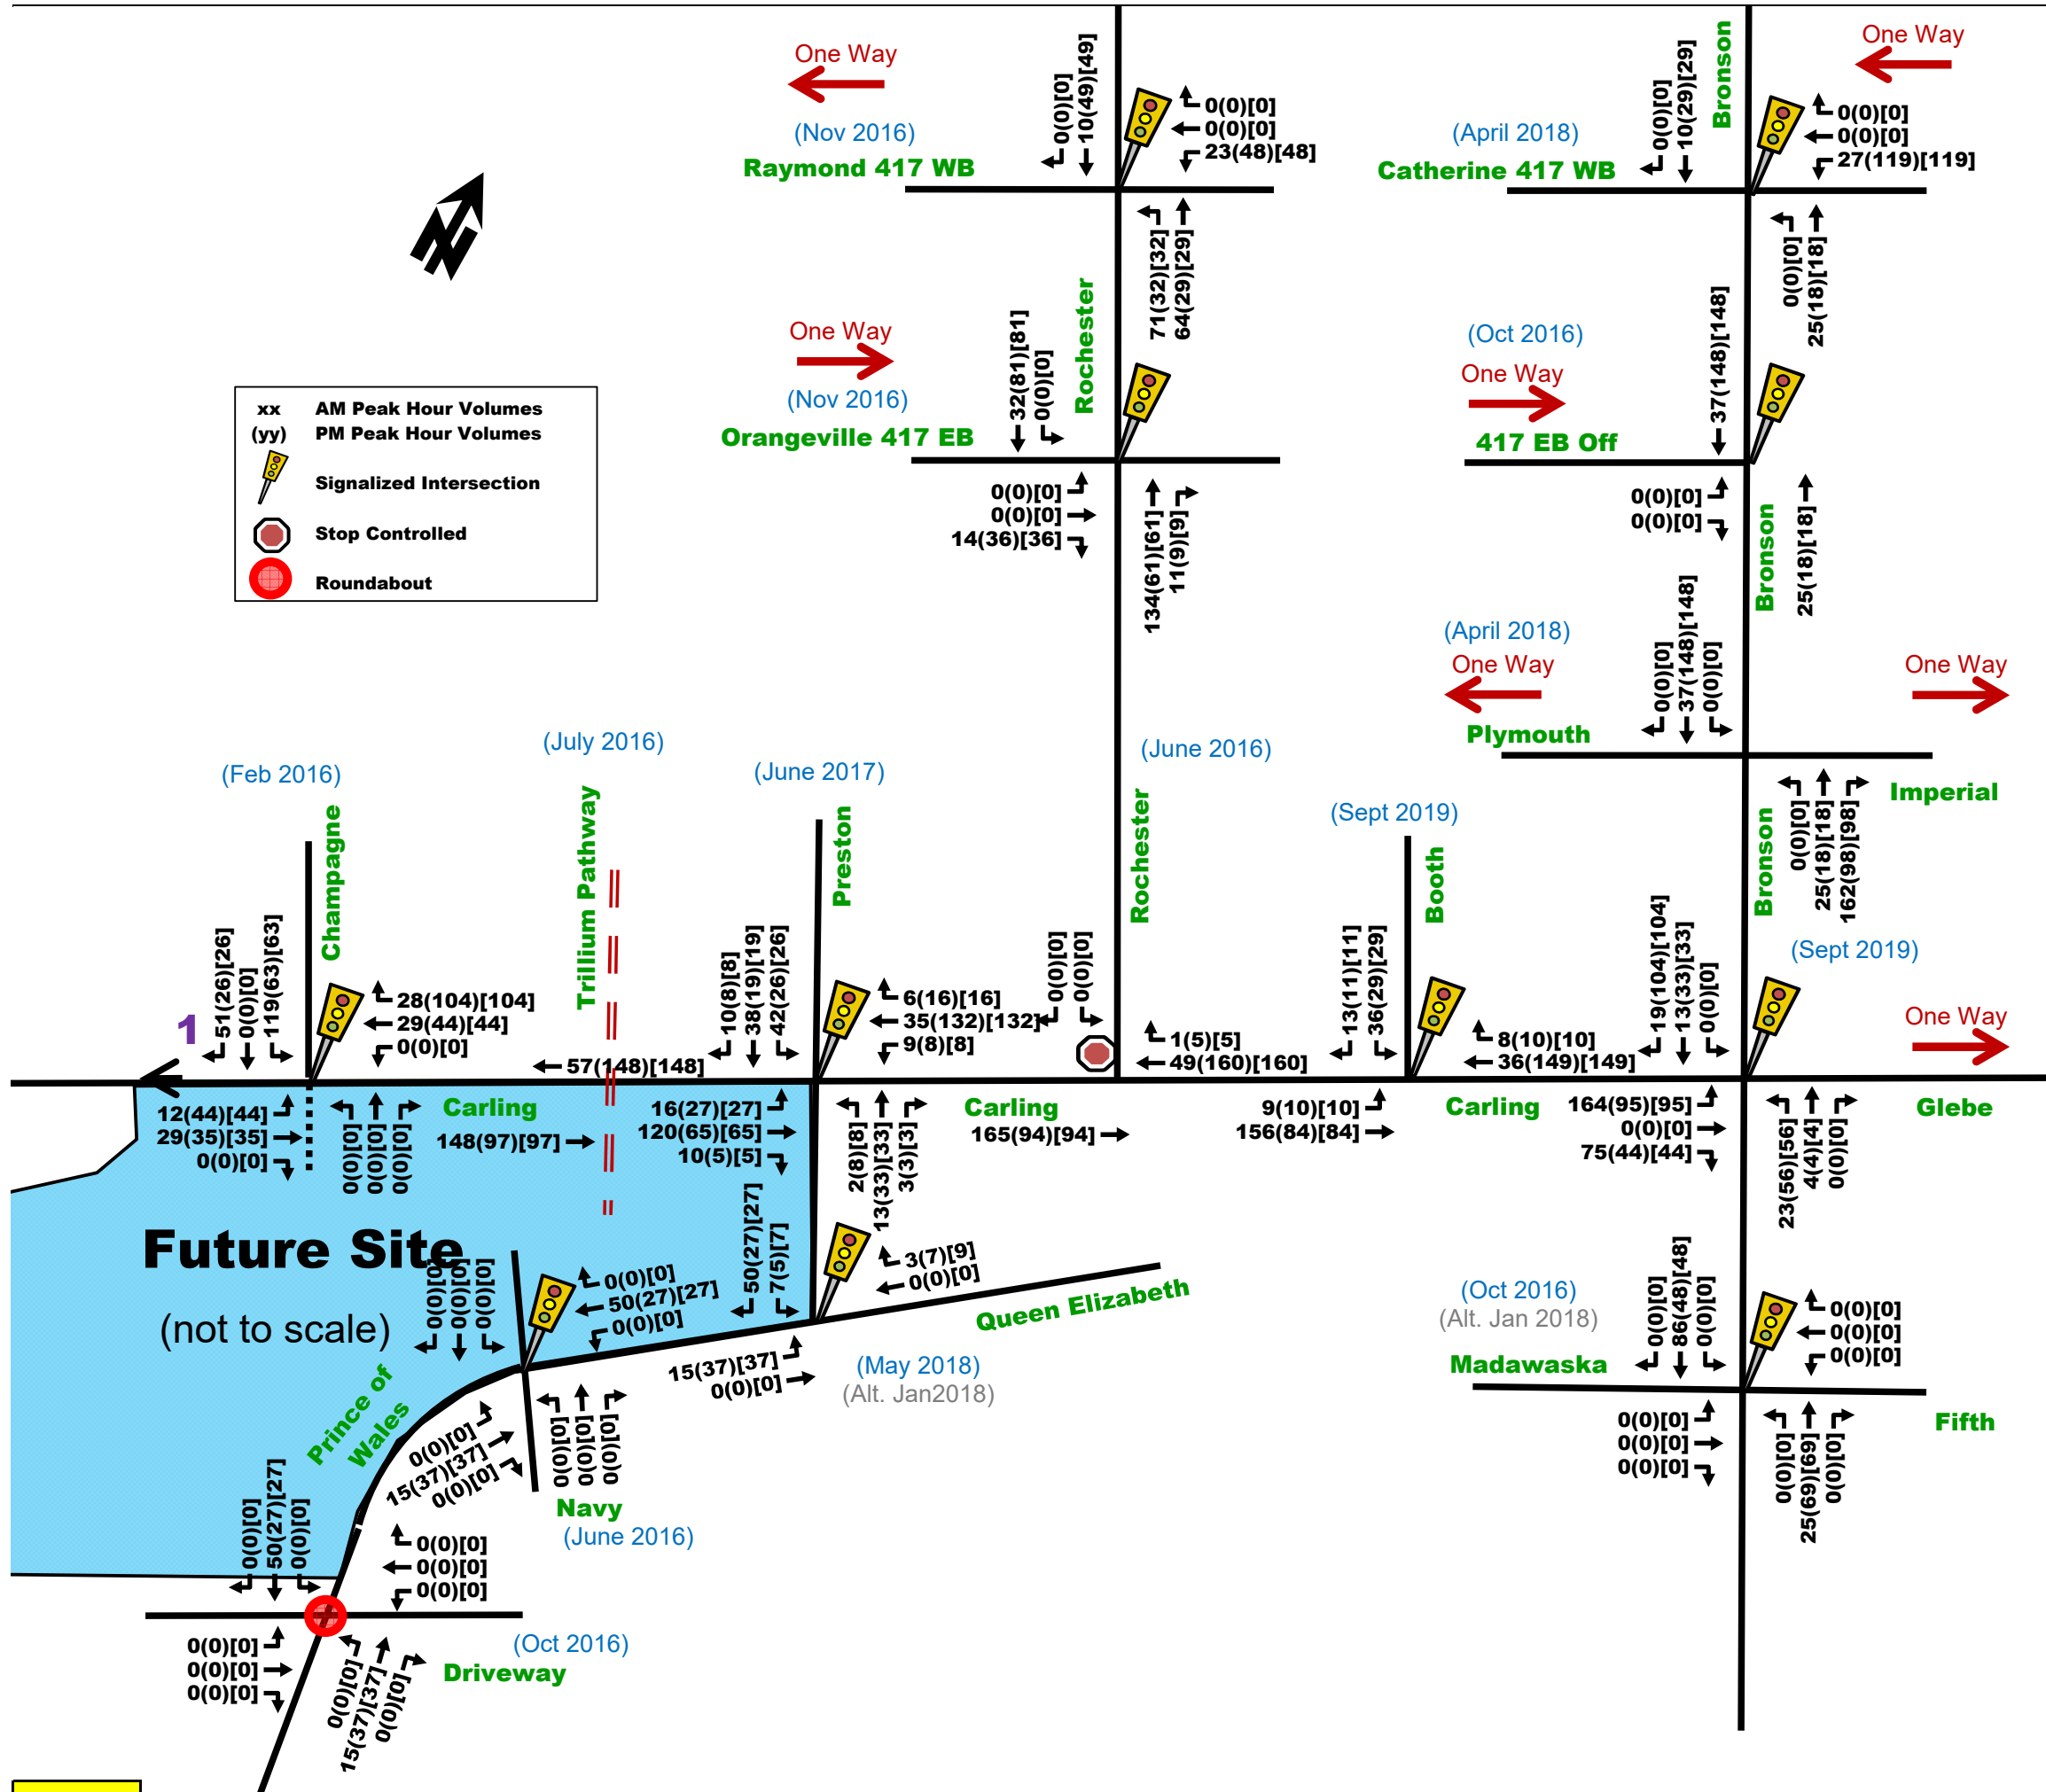 One Way
(Nov 2016)
Raymond 417 WB
0(0)[0]
10(49)[49]
0(0)[0]
0(0)[0]
23(48)[48]
71(32)[32]
64(29)[29]
One Way
(April 2018)
Catherine 417 WB
Bronson
0(0)[0]
10(29)[29]
0(0)[0]
0(0)[0]
27(119)[119]
0(0)[0]
25(18)[18]
One Way
(Nov 2016)
Orangeville 417 EB
Rochester
32(81)[81]
0(0)[0]
0(0)[0]
0(0)[0]
14(36)[36]
134(61)[61]
11(9)[9]
(Oct 2016)
One Way
417 EB Off
37(148)[148]
0(0)[0]
0(0)[0]
Bronson
25(18)[18]
xx AM Peak Hour Volumes
(yy) PM Peak Hour Volumes
Signalized Intersection
Stop Controlled
Roundabout
(April 2018)
One Way
Plymouth
0(0)[0]
37(148)[148]
0(0)[0]
One Way
Imperial
0(0)[0]
25(18)[18]
162(98)[98]
(Feb 2016)
Champagne
1
51(26)[26]
0(0)[0]
119(63)[63]
28(104)[104]
29(44)[44]
0(0)[0]
12(44)[44]
29(35)[35]
0(0)[0]
0(0)[0]
0(0)[0]
0(0)[0]
Carling
(July 2016)
Trillium Pathway
57(148)[148]
148(97)[97]
(June 2017)
Preston
10(8)[8]
38(19)[19]
42(26)[26]
6(16)[16]
35(132)[132]
9(8)[8]
16(27)[27]
120(65)[65]
10(5)[5]
2(8)[8]
13(33)[33]
3(3)[3]
(June 2016)
Rochester
0(0)[0]
0(0)[0]
1(5)[5]
49(160)[160]
Carling
165(94)[94]
(Sept 2019)
Booth
13(11)[11]
36(29)[29]
8(10)[10]
36(149)[149]
9(10)[10]
156(84)[84]
Carling
Bronson
(Sept 2019)
19(104)[104]
13(33)[33]
0(0)[0]
One Way
Glebe
164(95)[95]
0(0)[0]
75(44)[44]
23(56)[56]
4(4)[4]
0(0)[0]
Future Site
(not to scale)
0(0)[0]
0(0)[0]
0(0)[0]
0(0)[0]
50(27)[27]
0(0)[0]
Prince of
Wales
0(0)[0]
15(37)[37]
0(0)[0]
0(0)[0]
0(0)[0]
0(0)[0]
Navy
(June 2016)
50(27)[27]
7(5)[7]
3(7)[9]
0(0)[0]
Queen Elizabeth
15(37)[37]
0(0)[0]
(May 2018)
(Alt. Jan2018)
(Oct 2016)
(Alt. Jan 2018)
Madawaska
0(0)[0]
86(48)[48]
0(0)[0]
0(0)[0]
0(0)[0]
0(0)[0]
0(0)[0]
0(0)[0]
0(0)[0]
0(0)[0]
25(69)[69]
0(0)[0]
Fifth
0(0)[0]
50(27)[27]
0(0)[0]
0(0)[0]
0(0)[0]
0(0)[0]
0(0)[0]
0(0)[0]
0(0)[0]
0(0)[0]
15(37)[37]
0(0)[0]
(Oct 2016)
Driveway